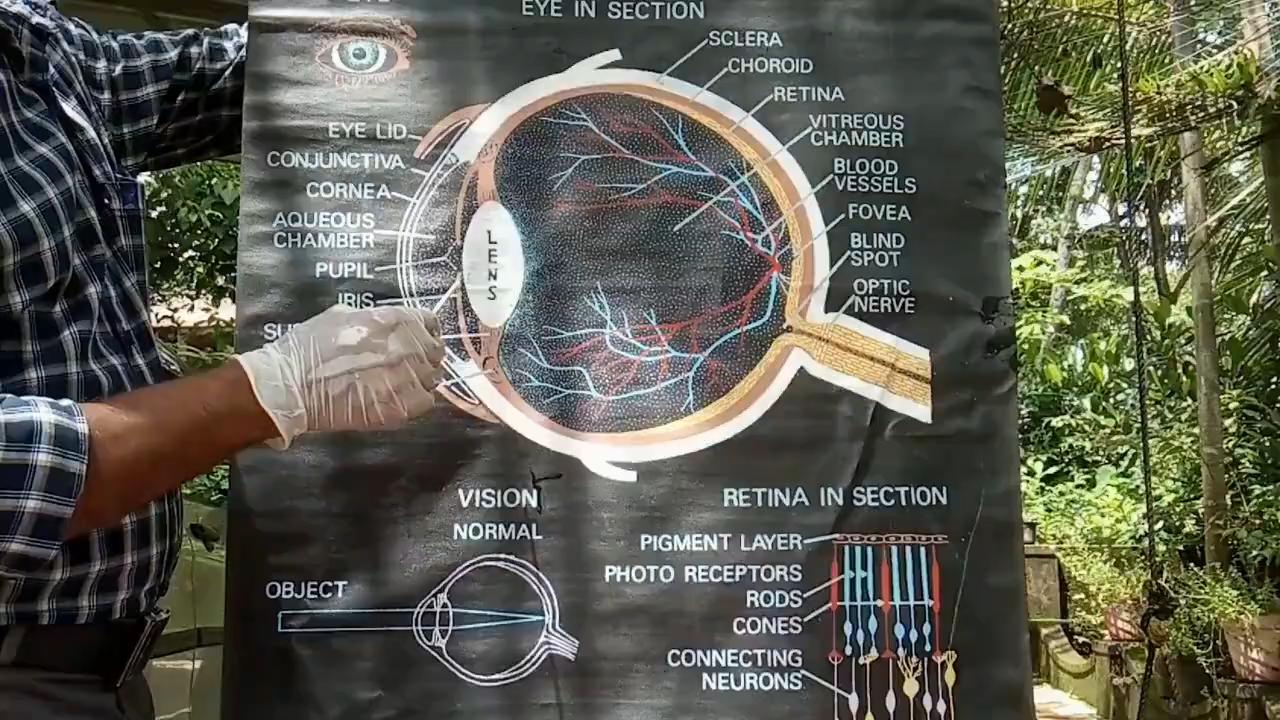 EYE IN SECTION
SCLERA
CHOROID
RETINA
VITREOUS
CHAMBER
BLOOD
VESSELS
FOVEA
BLIND
SPOT
OPTIC
NERVE
EYE LID
CONJUNCTIVA
CORNEA
AQUEOUS
CHAMBER
PUPIL
IRIS
LENS
VISION
NORMAL
OBJECT
RETINA IN SECTION
PIGMENT LAYER
PHOTO RECEPTORS
RODS
CONES
CONNECTING
NEURONS